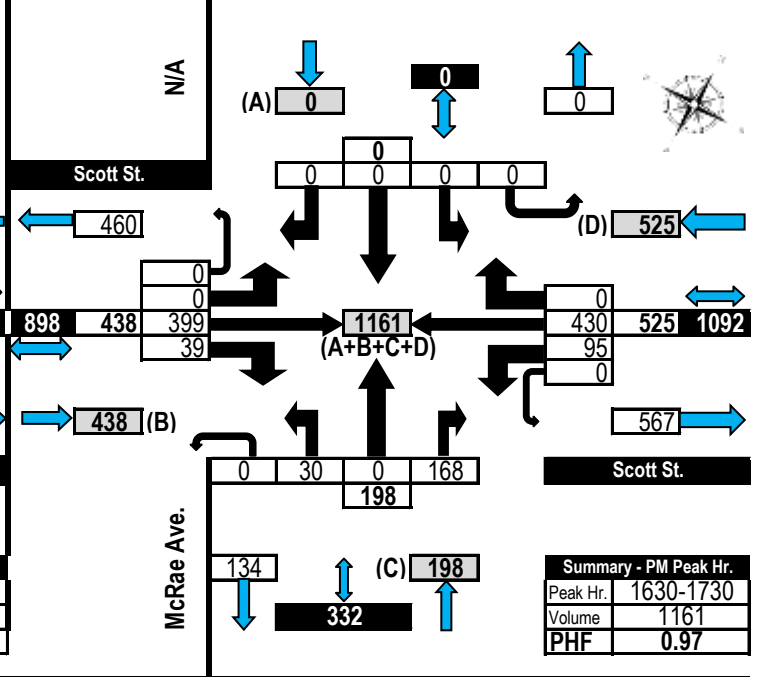 N/A
0
(A) 0 0
0
Scott St. 0 0 0 0
460 (D) 525
0 0
0 430 525 1092
898 438 399 1161 95
39 (A+B+C+D) 0
438 (B) 567
0 30 0 168 Scott St.
198
McRae Ave.
134 (C) 198
332
Summary - PM Peak Hr.
Peak Hr. 1630-1730
Volume 1161
PHF 0.97